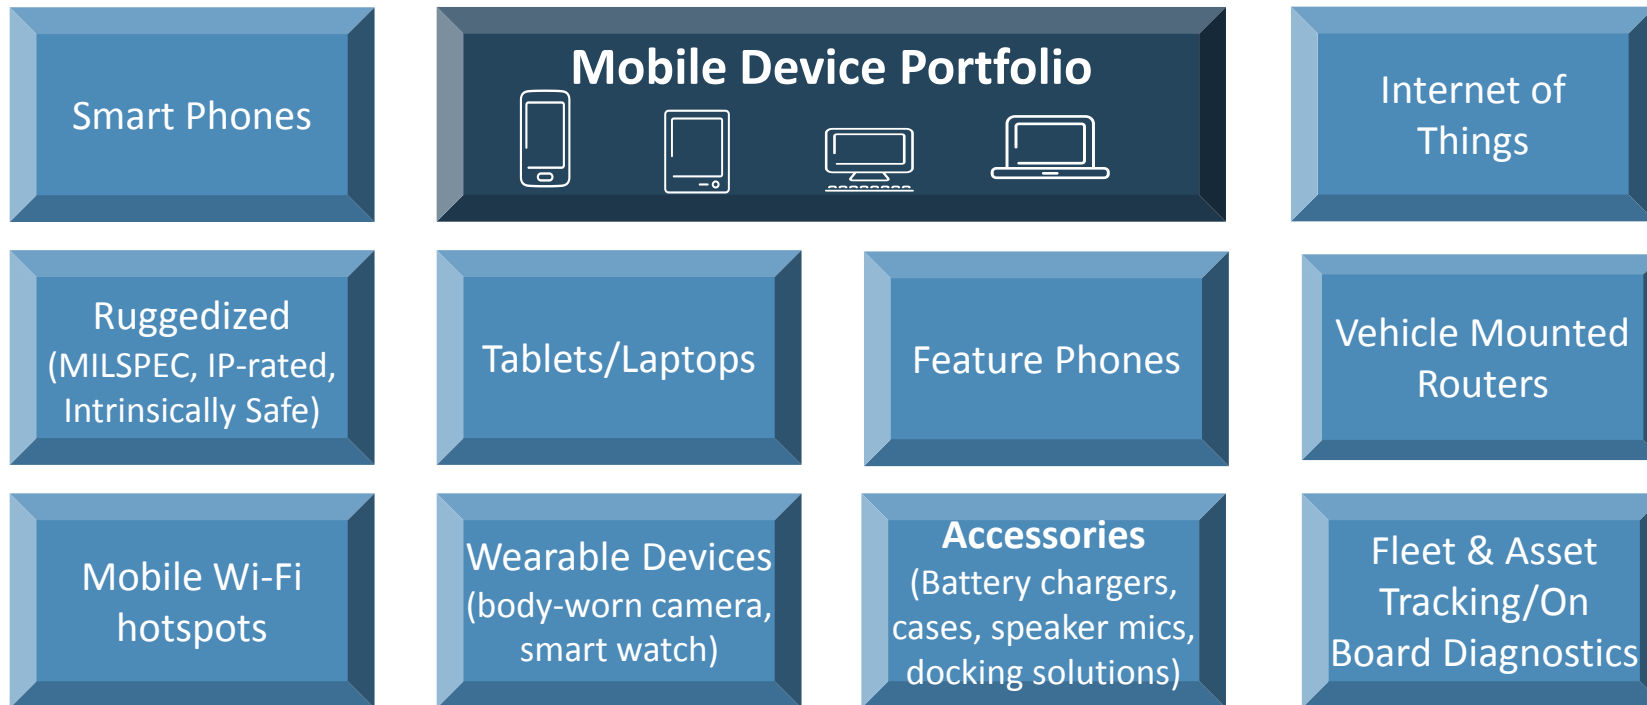 Smart Phones
Mobile Device Portfolio
Internet of
Things
Ruggedized
(MILSPEC, IP-rated,
Intrinsically Safe)
Tablets/Laptops
Feature Phones
Vehicle Mounted
Routers
Mobile Wi-Fi
hotspots
Wearable Devices
(body-worn camera,
smart watch)
Accessories
(Battery chargers,
cases, speaker mics,
docking solutions)
Fleet & Asset
Tracking/On
Board Diagnostics